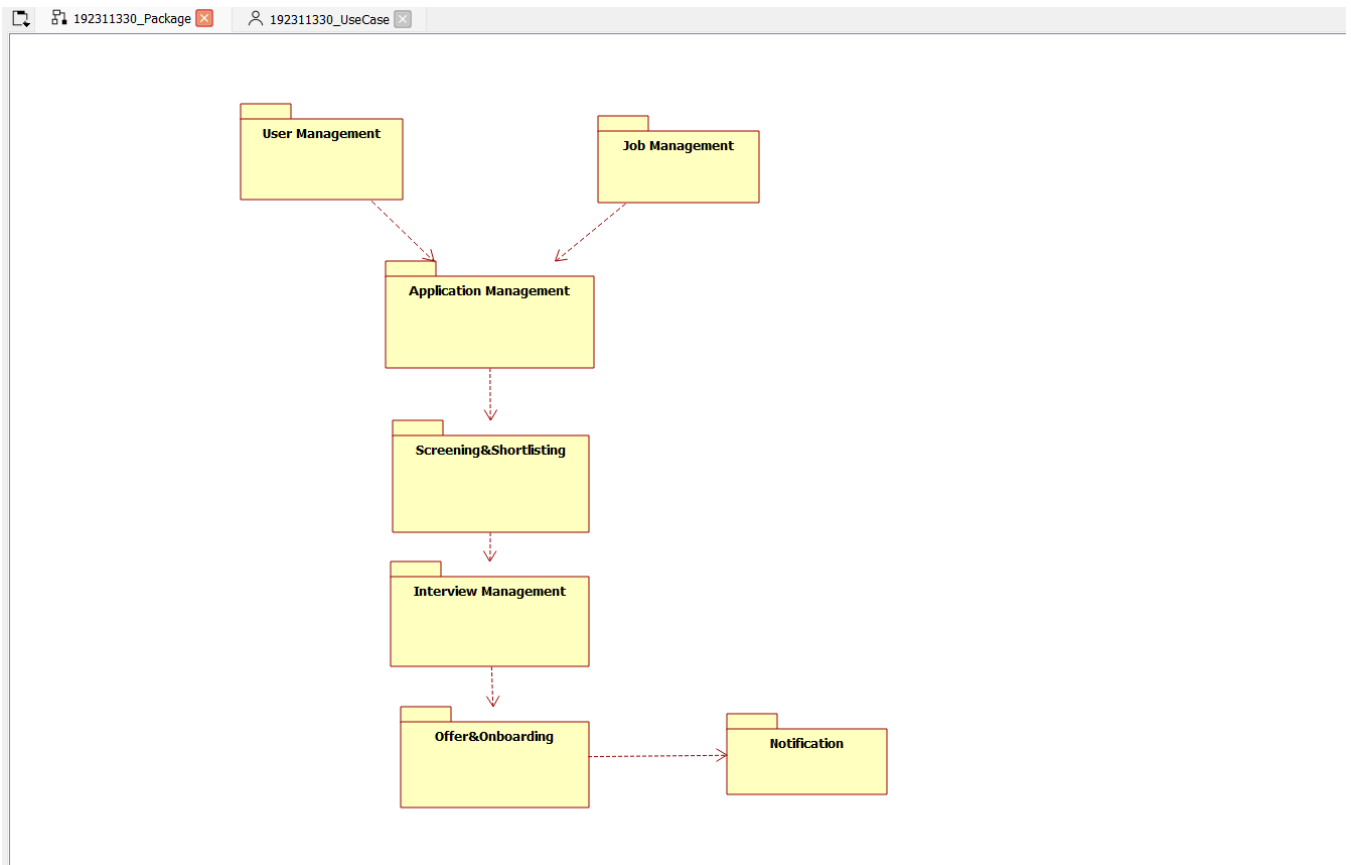 192311330_Package
192311330_UseCase
User Management
Job Management
Application Management
Screening&Shortlisting
Interview Management
Offer&Onboarding
Notification